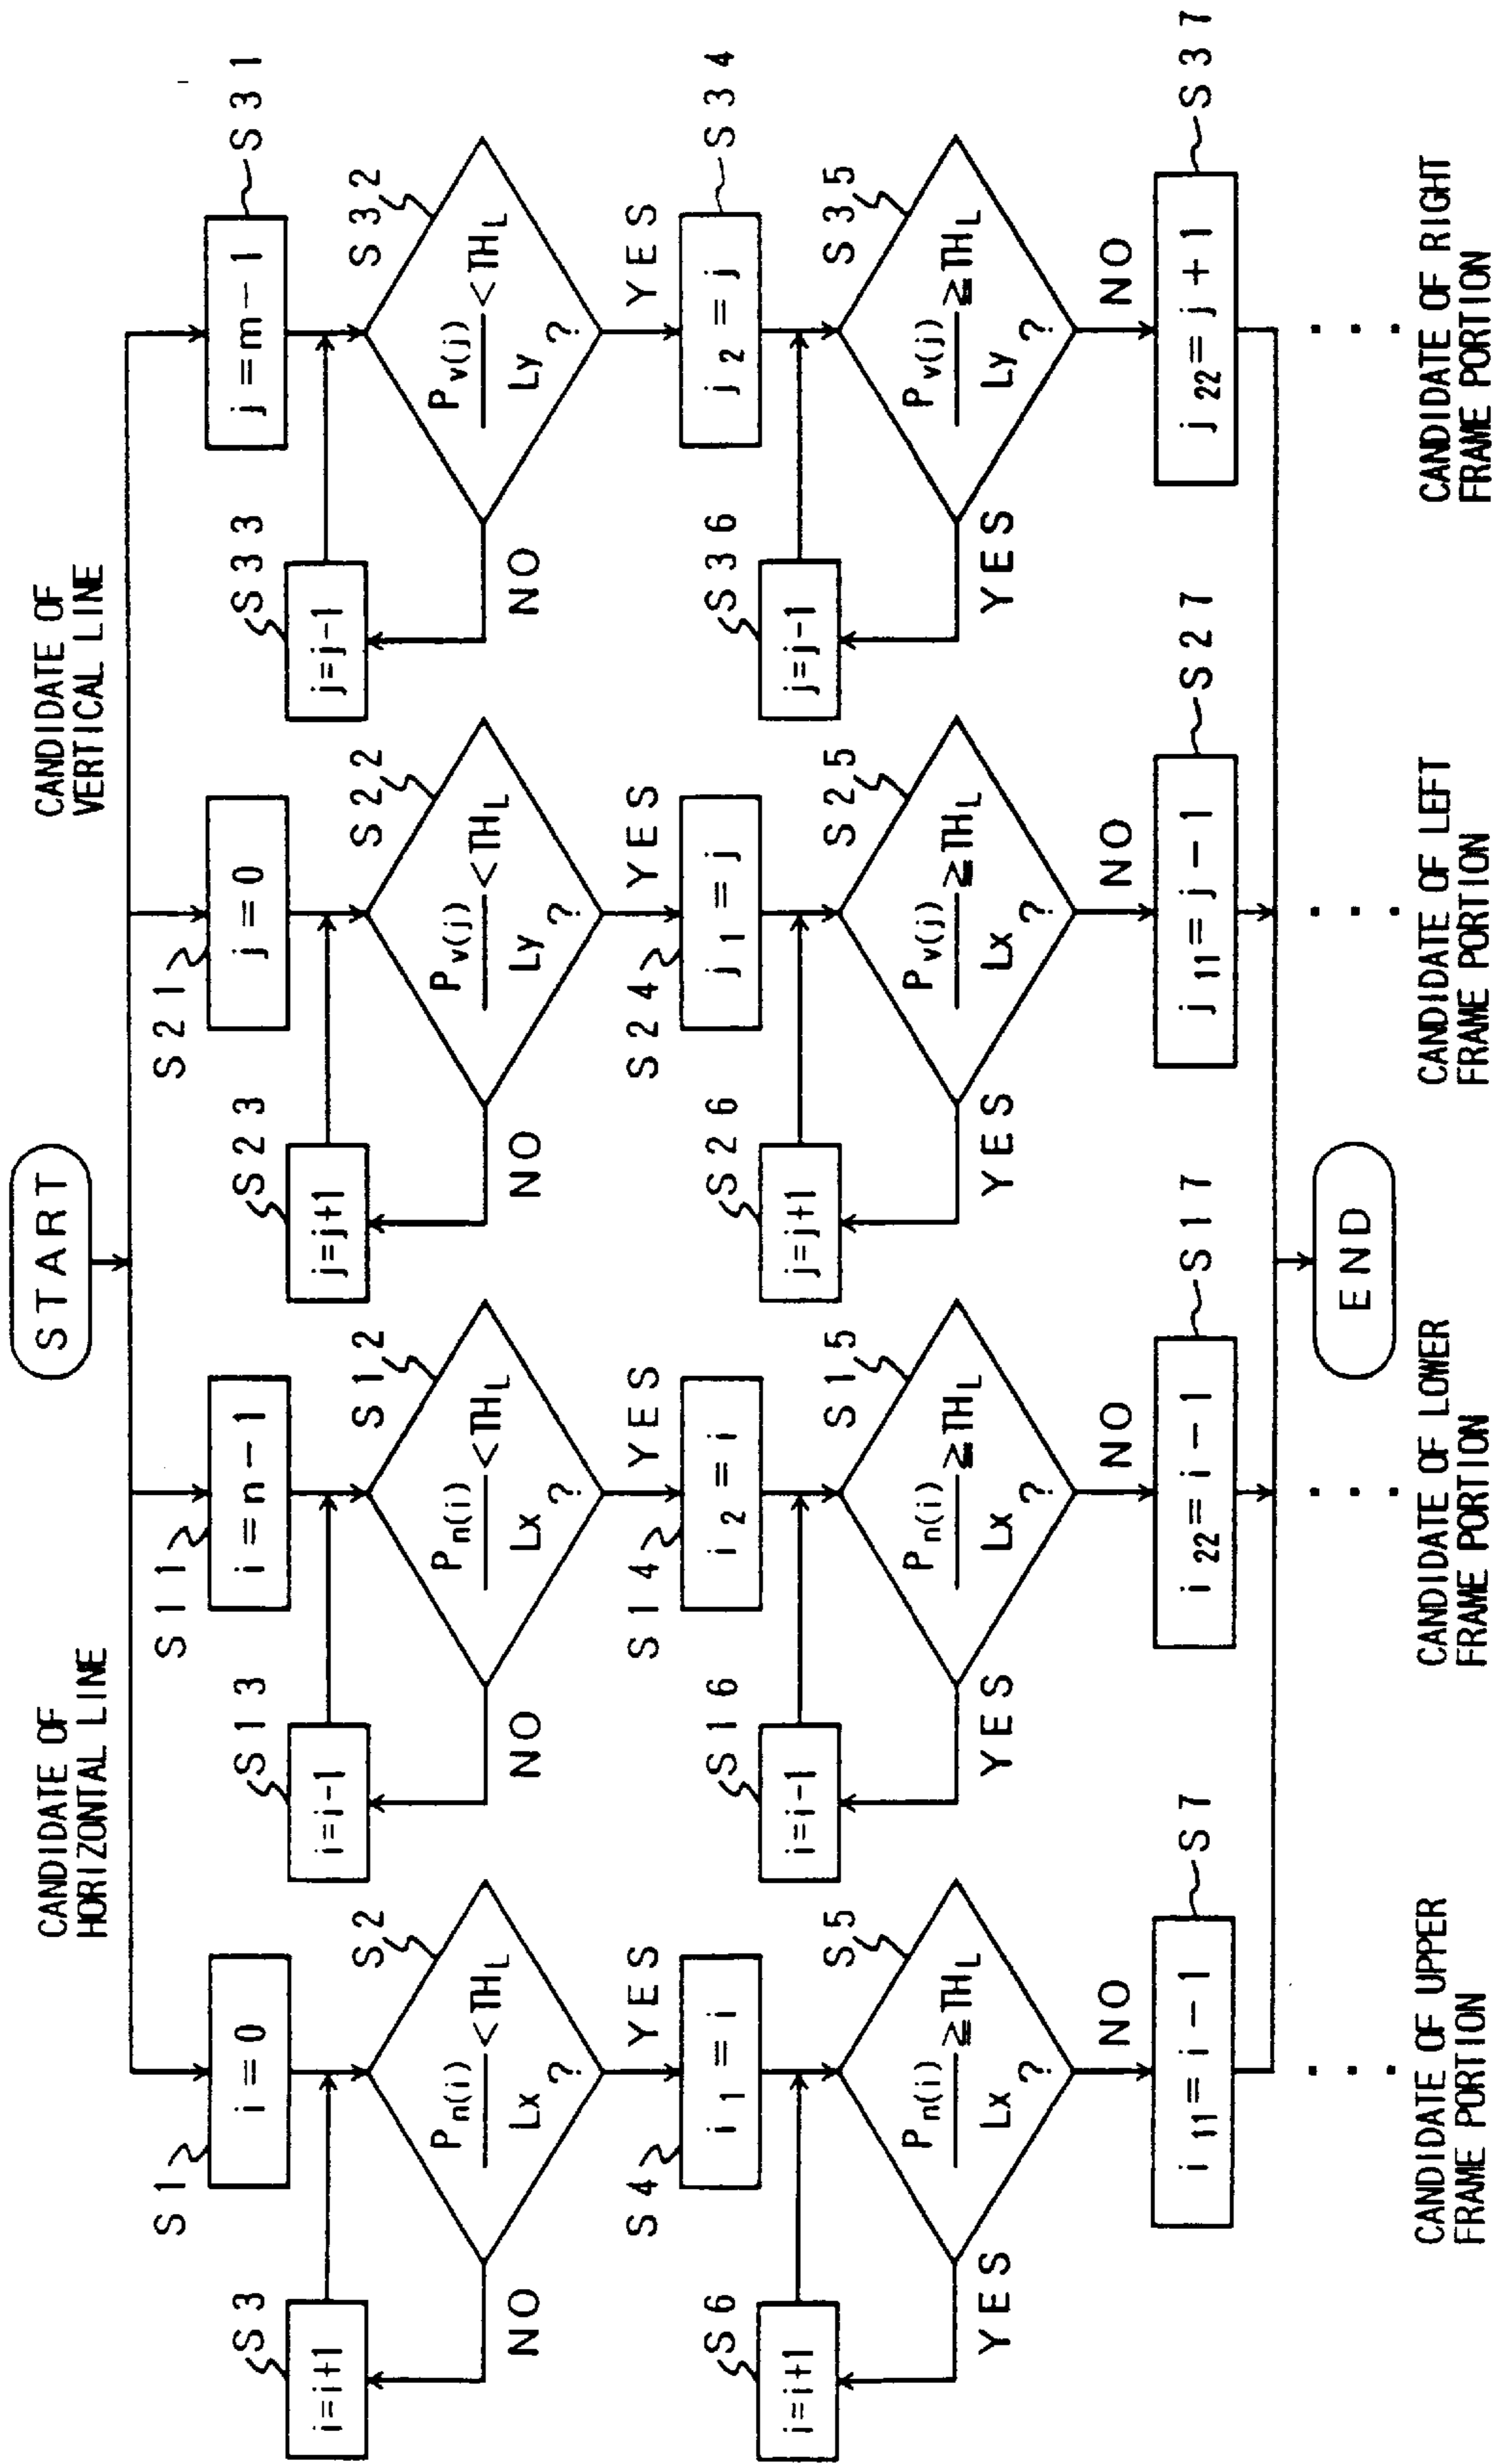 START
CANDIDATE OF
HORIZONTAL LINE
CANDIDATE OF
VERTICAL LINE
S1
i=0
S3
i=i+1
S2
Pn(i)
Lx
<THL
?
NO
YES
S4
i1=i
S6
i=i+1
S5
Pn(i)
Lx
≧THL
?
YES
NO
i11=i-1
S7
CANDIDATE OF UPPER
FRAME PORTION
S11
i=n-1
S13
i=i-1
S12
Pn(i)
Lx
<THL
?
NO
YES
S14
i2=i
S16
i=i-1
S15
Pn(i)
Lx
≧THL
?
YES
NO
i22=i-1
S17
CANDIDATE OF LOWER
FRAME PORTION
S21
j=0
S23
j=j+1
S22
Pv(j)
Ly
<THL
?
NO
YES
S24
j1=j
S26
j=j+1
S25
Pv(j)
Lx
≧THL
?
YES
NO
j11=j-1
S27
CANDIDATE OF LEFT
FRAME PORTION
j=m-1
S31
S33
j=j-1
S32
Pv(j)
Ly
<THL
?
NO
YES
j2=j
S34
S36
j=j-1
S35
Pv(j)
Ly
≧THL
?
YES
NO
j22=j+1
S37
CANDIDATE OF RIGHT
FRAME PORTION
END